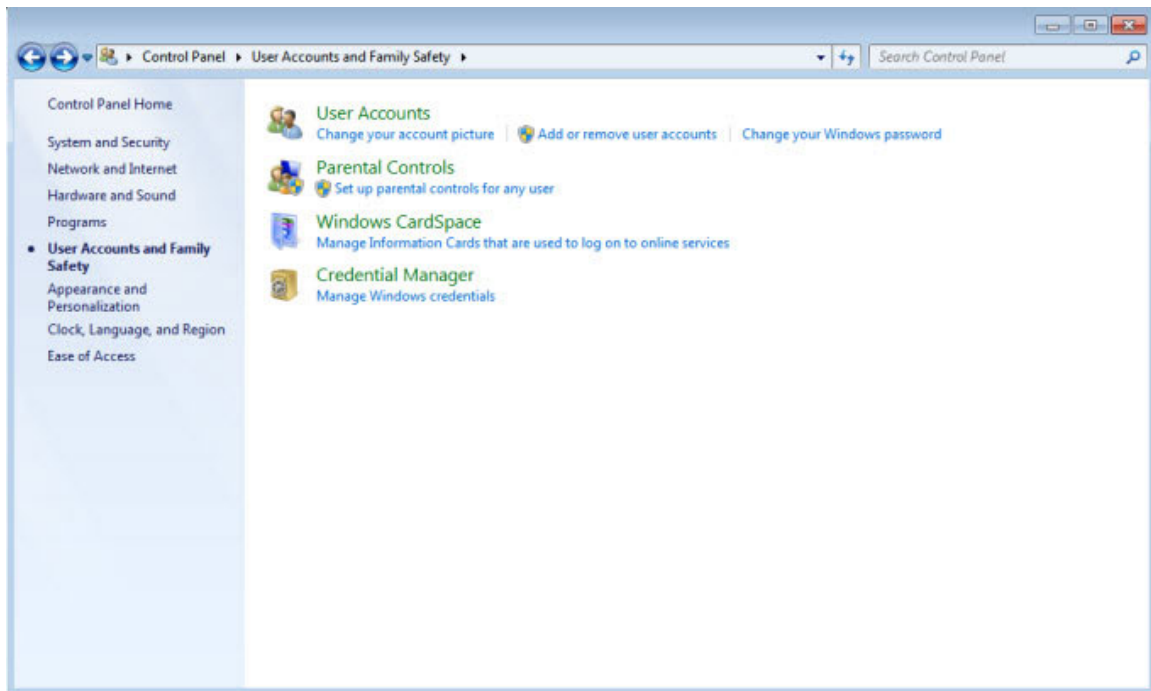 Control Panel User Accounts and Family Safety Search Control Panel
Control Panel Home
System and Security
Network and Internet
Hardware and Sound
Programs
User Accounts and Family
Safety
Appearance and
Personalization
Clock, Language, and Region
Ease of Access
User Accounts
Change your account picture Add or remove user accounts Change your Windows password
Parental Controls
Set up parental controls for any user
Windows CardSpace
Manage Information Cards that are used to log on to online services
Credential Manager
Manage Windows credentials